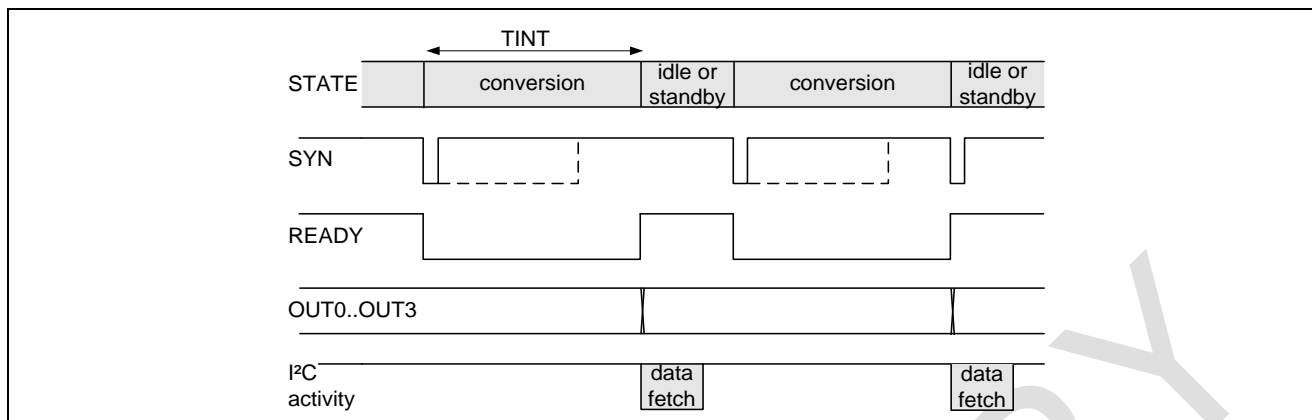 TINT
STATE
conversion
idle or
standby
conversion
idle or
standby
SYN
READY
OUT0..OUT3
I²C
activity
data
fetch
data
fetch
PY